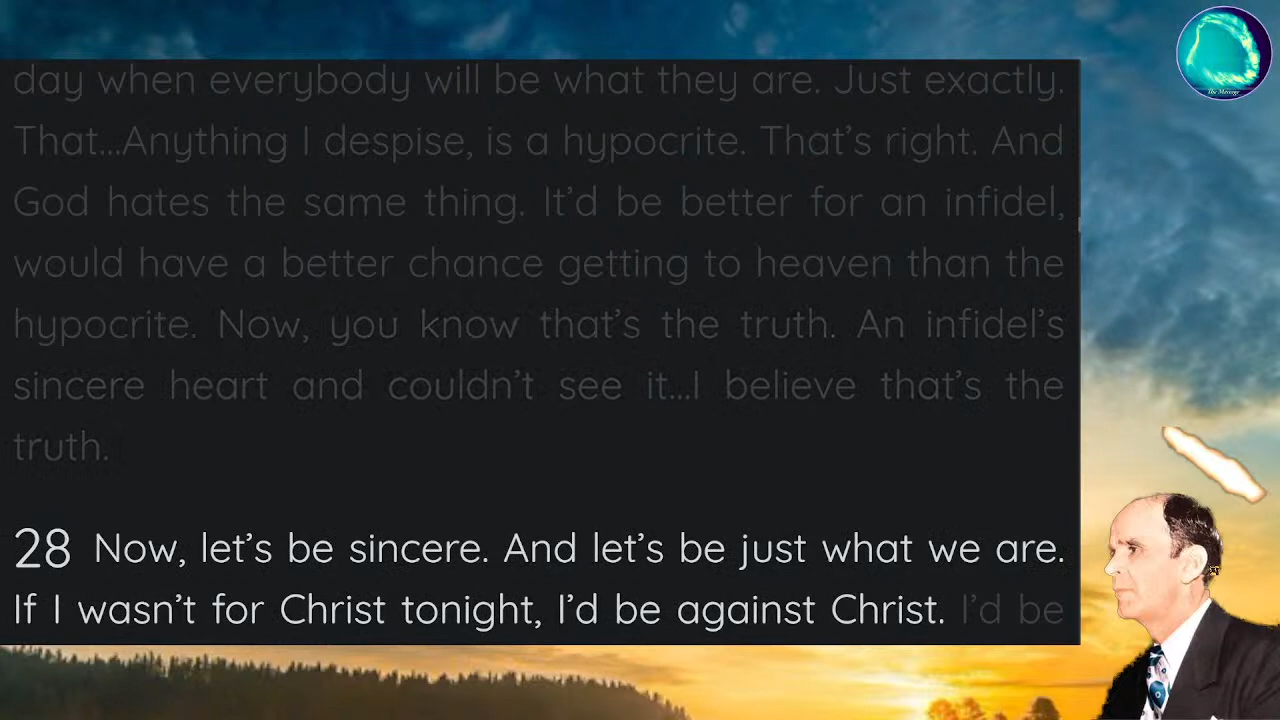 day when everybody will be what they are. Just exactly.
That...Anything I despise, is a hypocrite. That's right. And
God hates the same thing. It'd be better for an infidel,
would have a better chance getting to heaven than the
hypocrite. Now, you know that's the truth. An infidel's
sincere heart and couldn't see it...I believe that's the
truth.
28 Now, let's be sincere. And let's be just what we are.
If I wasn't for Christ tonight, I'd be against Christ. I'd be
The Message